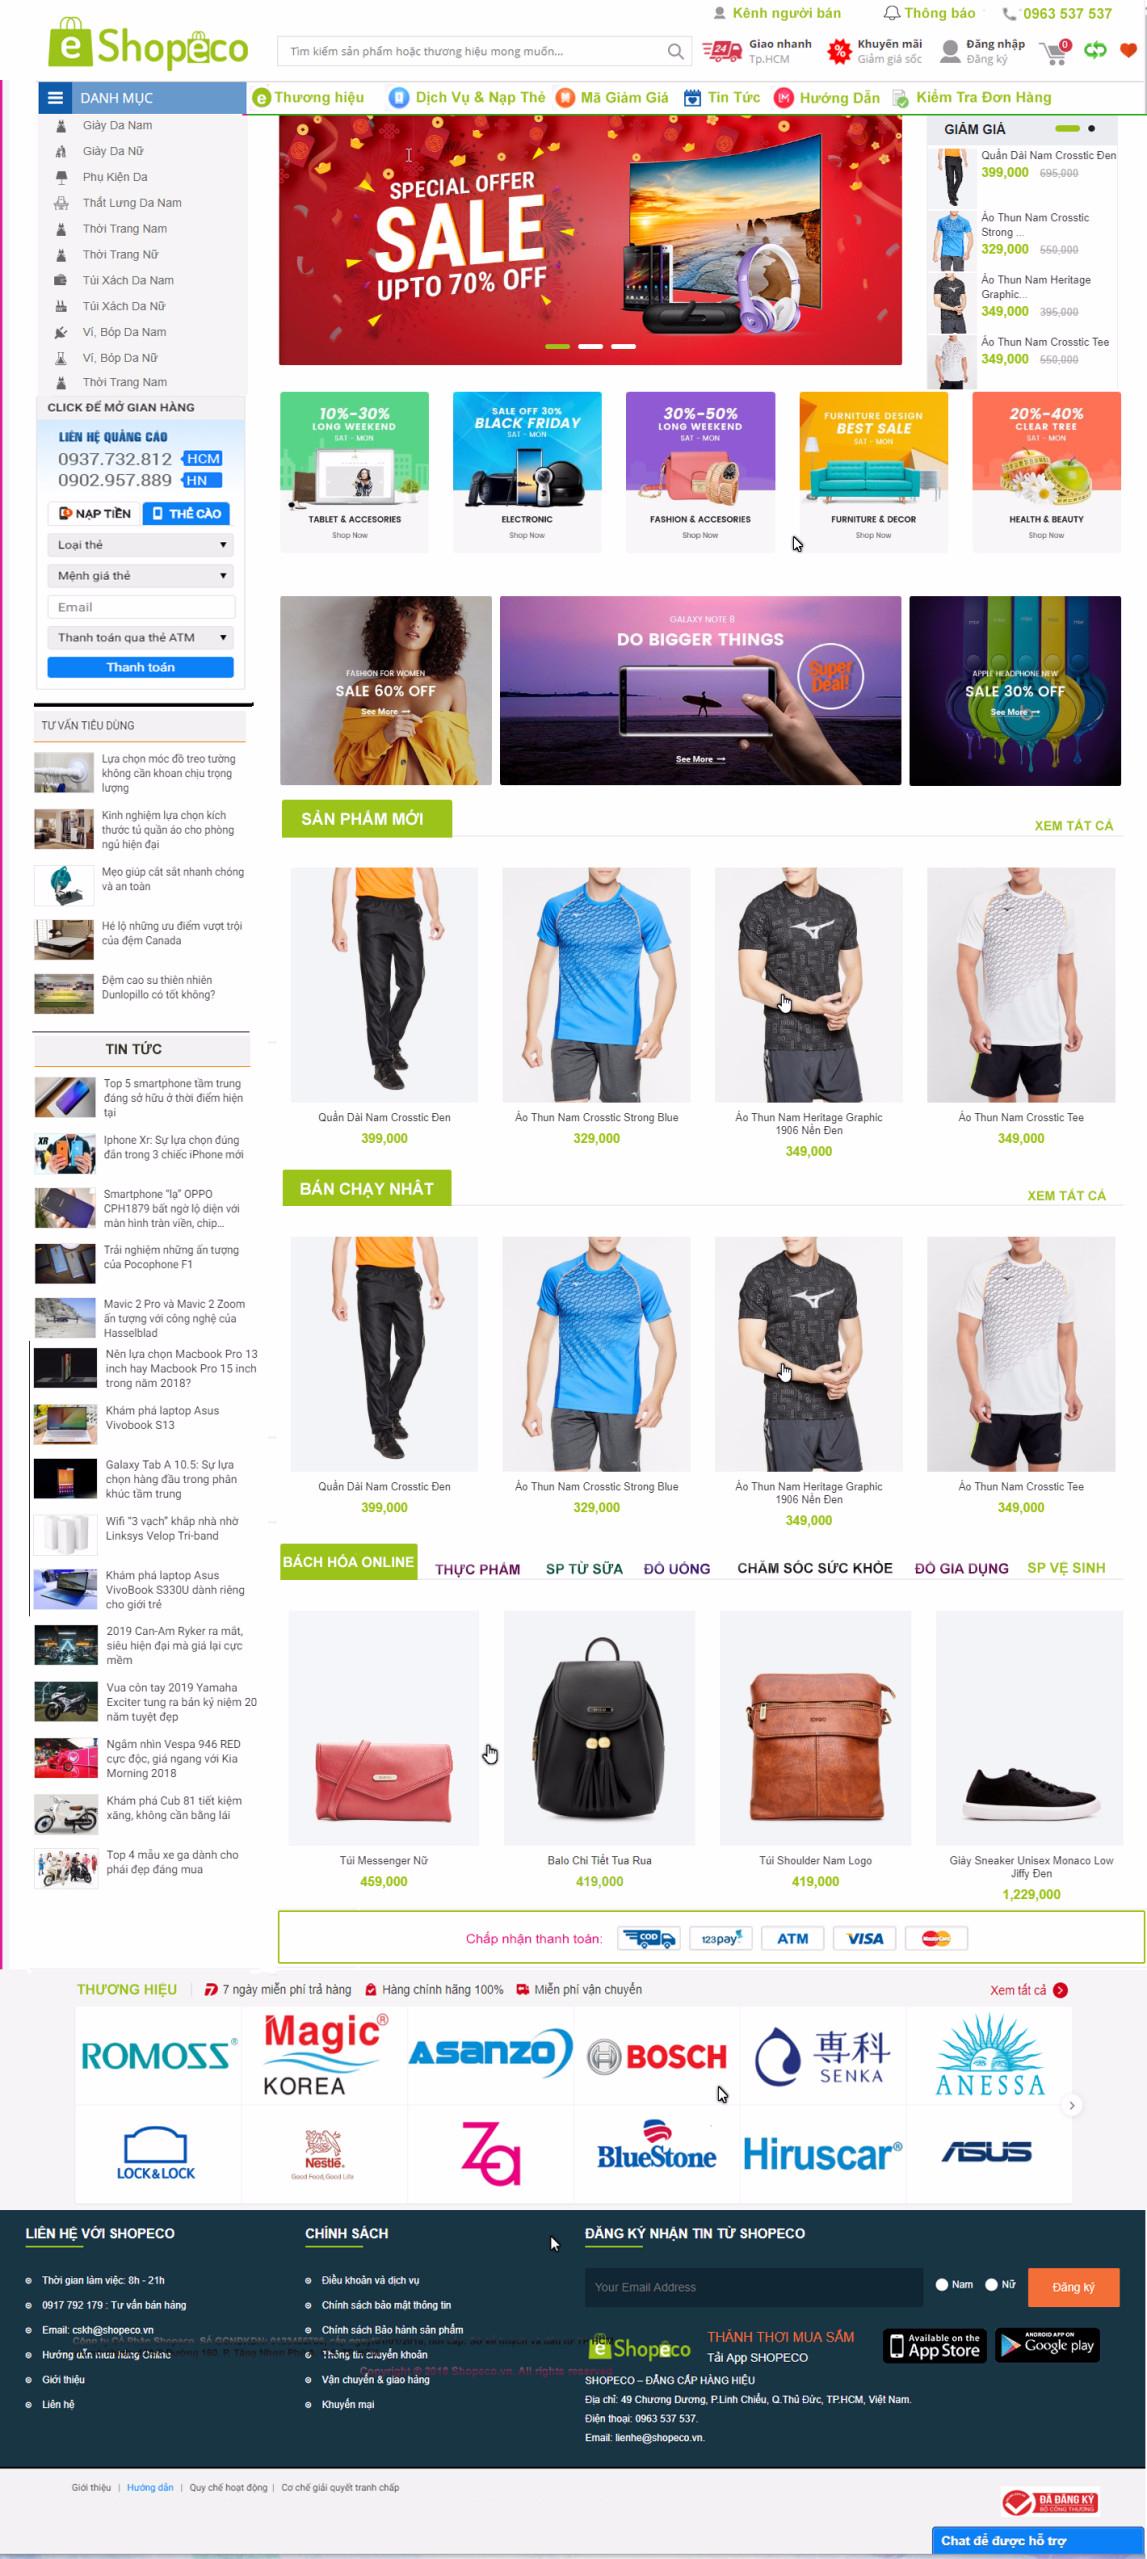 Kênh người bán
Thông báo
0963 537 537
Shopeco
Tìm kiếm sản phẩm hoặc thương hiệu mong muốn...
24
Giao nhanh
Tp.HCM
Khuyến mãi
Giảm giá sốc
Đăng nhập
Đăng ký
0
DANH MỤC
Thương hiệu
Dịch Vụ & Nạp Thẻ
Mã Giảm Giá
Tin Tức
Hướng Dẫn
Kiểm Tra Đơn Hàng
Giày Da Nam
Giày Da Nữ
Phụ Kiện Da
Thắt Lưng Da Nam
Thời Trang Nam
Thời Trang Nữ
Túi Xách Da Nam
Túi Xách Da Nữ
Ví, Bóp Da Nam
Ví, Bóp Da Nữ
Thời Trang Nam
SPECIAL OFFER
SALE
UPTO 70% OFF
GIẢM GIÁ
Quần Dài Nam Crosstic Đen
399,000 695,000
Áo Thun Nam Crosstic
Strong ...
329,000 550,000
Áo Thun Nam Heritage
Graphic...
349,000 395,000
Áo Thun Nam Crosstic Tee
349,000 550,000
CLICK ĐỂ MỞ GIAN HÀNG
LIÊN HỆ QUẢNG CÁO
0937.732.812 HCM
0902.957.889 HN
NẠP TIỀN
THẺ CÀO
Loại thẻ
Mệnh giá thẻ
Email
Thanh toán qua thẻ ATM
Thanh toán
10%-30%
LONG WEEKEND
SAT - MON
TABLET & ACCESORIES
Shop Now
SALE OFF 30%
BLACK FRIDAY
SAT - MON
ELECTRONIC
Shop Now
30%-50%
LONG WEEKEND
SAT - MON
FASHION & ACCESORIES
Shop Now
FURNITURE DESIGN
BEST SALE
SAT - MON
FURNITURE & DECOR
Shop Now
20%-40%
CLEAR TREE
SAT - MON
HEALTH & BEAUTY
Shop Now
FASHION FOR WOMEN
SALE 60% OFF
See More
GALAXY NOTE 8
DO BIGGER THINGS
Super
Deal!
See More
APPLE HEADPHONE NEW
SALE 30% OFF
See More
TƯ VẤN TIÊU DÙNG
Lựa chọn móc đồ treo tường
không cần khoan chịu trọng
lượng
Kinh nghiệm lựa chọn kích
thước tủ quần áo cho phòng
ngủ hiện đại
Mẹo giúp cắt sắt nhanh chóng
và an toàn
Hé lộ những ưu điểm vượt trội
của đệm Canada
Đệm cao su thiên nhiên
Dunlopillo có tốt không?
SẢN PHẨM MỚI
XEM TẤT CẢ
Quần Dài Nam Crosstic Đen
399,000
Áo Thun Nam Crosstic Strong Blue
329,000
Áo Thun Nam Heritage Graphic
1906 Nền Đen
349,000
Áo Thun Nam Crosstic Tee
349,000
TIN TỨC
Top 5 smartphone tầm trung
đáng sở hữu ở thời điểm hiện
tại
XR
Iphone Xr: Sự lựa chọn đúng
đắn trong 3 chiếc iPhone mới
Smartphone “lạ” OPPO
CPH1879 bất ngờ lộ diện với
màn hình tràn viền, chip...
Trải nghiệm những ấn tượng
của Pocophone F1
Mavic 2 Pro và Mavic 2 Zoom
ấn tượng với công nghệ của
Hasselblad
Nên lựa chọn Macbook Pro 13
inch hay Macbook Pro 15 inch
trong năm 2018?
Khám phá laptop Asus
Vivobook S13
Galaxy Tab A 10.5: Sự lựa
chọn hàng đầu trong phân
khúc tầm trung
Wifi “3 vạch” khắp nhà nhờ
Linksys Velop Tri-band
Khám phá laptop Asus
VivoBook S330U dành riêng
cho giới trẻ
2019 Can-Am Ryker ra mắt,
siêu hiện đại mà giá lại cực
mềm
Vua côn tay 2019 Yamaha
Exciter tung ra bản kỷ niệm 20
năm tuyệt đẹp
Ngắm nhìn Vespa 946 RED
cực độc, giá ngang với Kia
Morning 2018
Khám phá Cub 81 tiết kiệm
xăng, không cần bằng lái
Top 4 mẫu xe ga dành cho
phái đẹp đáng mua
BÁN CHẠY NHẤT
XEM TẤT CẢ
Quần Dài Nam Crosstic Đen
399,000
Áo Thun Nam Crosstic Strong Blue
329,000
Áo Thun Nam Heritage Graphic
1906 Nền Đen
349,000
Áo Thun Nam Crosstic Tee
349,000
BÁCH HÓA ONLINE
THỰC PHẨM
SP TỪ SỮA
ĐỒ UỐNG
CHĂM SÓC SỨC KHỎE
ĐỒ GIA DỤNG
SP VỆ SINH
Túi Messenger Nữ
459,000
Balo Chi Tiết Tua Rua
419,000
Túi Shoulder Nam Logo
419,000
Giày Sneaker Unisex Monaco Low
Jiffy Đen
1,229,000
Chấp nhận thanh toán:
COD
123pay
ATM
VISA
MasterCard
THƯƠNG HIỆU
7 ngày miễn phí trả hàng
Hàng chính hãng 100%
Miễn phí vận chuyển
Xem tất cả
ROMOSS
Magic
KOREA
ASANZO
BOSCH
専科
SENKA
ANESSA
LOCK&LOCK
Nestlé
Good Food, Good Life
Za
BlueStone
Hiruscar
ASUS
LIÊN HỆ VỚI SHOPECO
Thời gian làm việc: 8h - 21h
0917 792 179 : Tư vấn bán hàng
Email: cskh@shopeco.vn
Giới thiệu
Liên hệ
CHÍNH SÁCH
Điều khoản và dịch vụ
Chính sách bảo mật thông tin
Chính sách Bảo hành sản phẩm
Vận chuyển & giao hàng
Khuyến mại
Copyright © 2018 Shopeco.vn. All rights reserved
ĐĂNG KÝ NHẬN TIN TỪ SHOPECO
Your Email Address
Nam
Nữ
Đăng ký
Shopeco
THẢNH THƠI MUA SẮM
Tải App SHOPECO
Available on the
App Store
ANDROID APP ON
Google play
SHOPECO – ĐẲNG CẤP HÀNG HIỆU
Địa chỉ: 49 Chương Dương, P.Linh Chiểu, Q.Thủ Đức, TP.HCM, Việt Nam.
Điện thoại: 0963 537 537.
Email: lienhe@shopeco.vn.
Giới thiệu | Hướng dẫn | Quy chế hoạt động | Cơ chế giải quyết tranh chấp
ĐÃ ĐĂNG KÝ
BỘ CÔNG THƯƠNG
Chat để được hỗ trợ